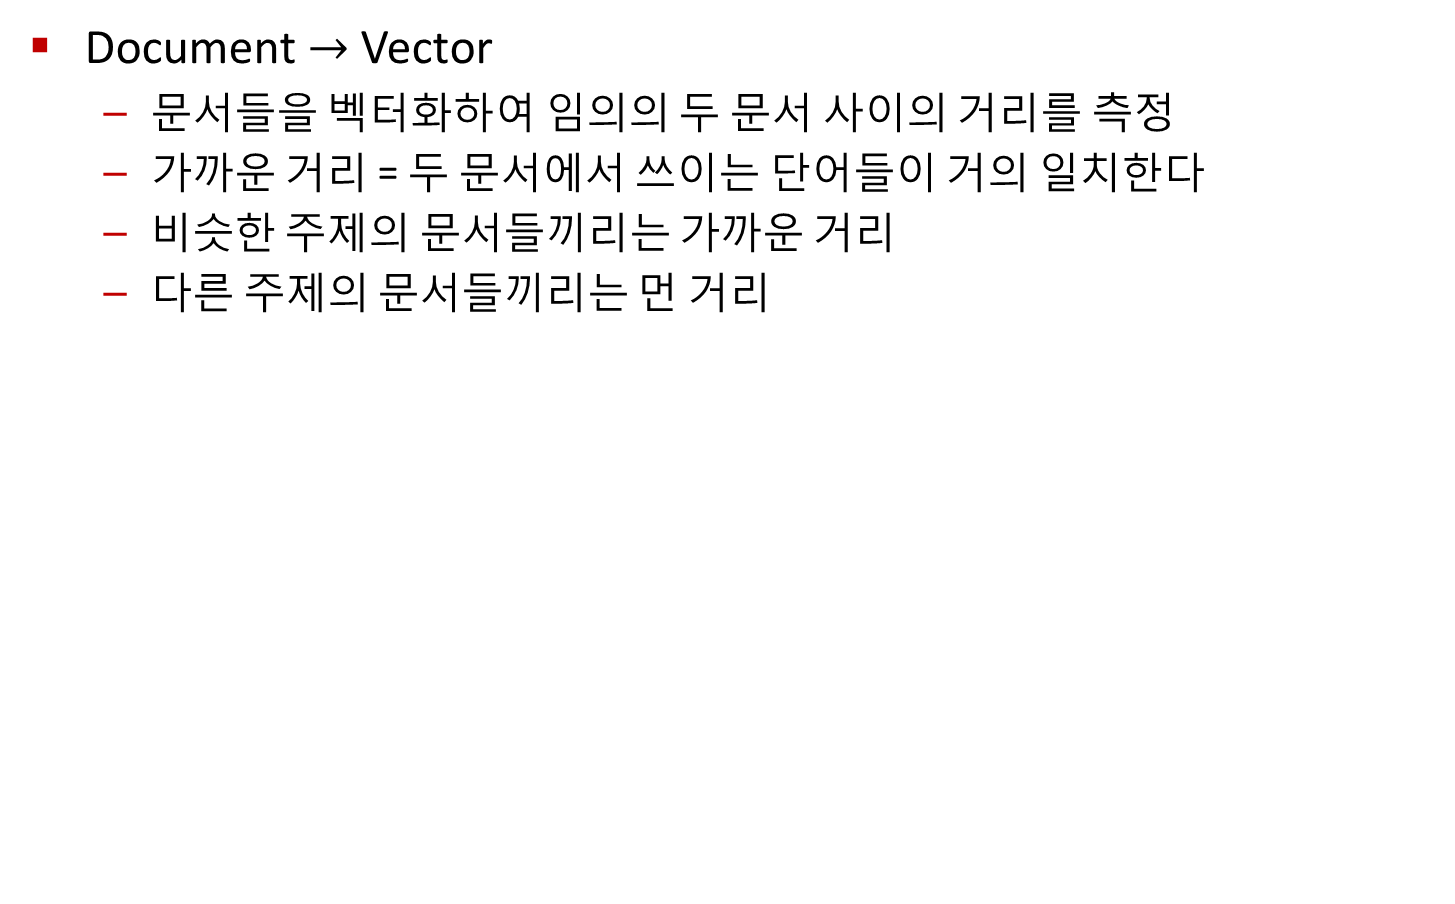 ▪ Document → Vector
– 문서들을 벡터화하여 임의의 두 문서 사이의 거리를 측정
– 가까운 거리 = 두 문서에서 쓰이는 단어들이 거의 일치한다
– 비슷한 주제의 문서들끼리는 가까운 거리
– 다른 주제의 문서들끼리는 먼 거리